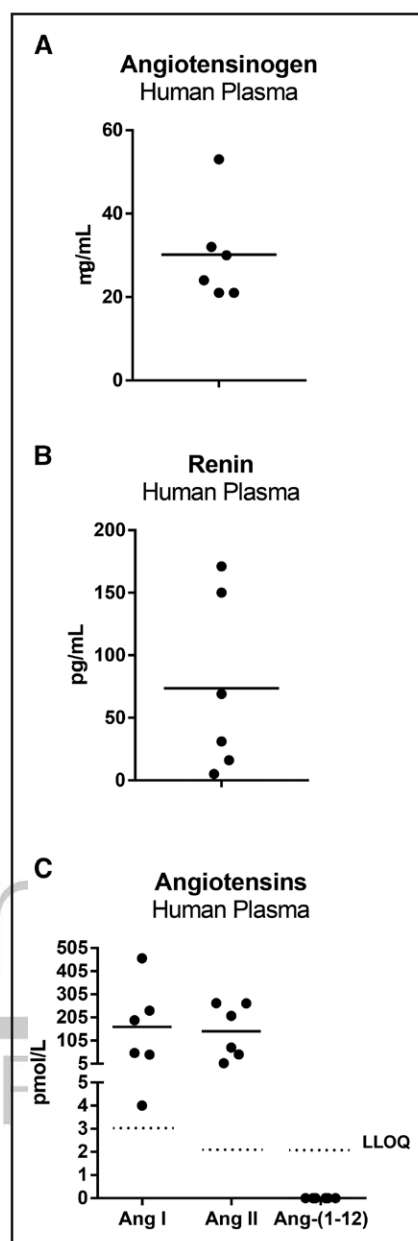 A
Angiotensinogen
Human Plasma
60
40
20
0
mg/mL
B
Renin
Human Plasma
200
150
100
50
0
pg/mL
C
Angiotensins
Human Plasma
505
405
305
205
105
5
5
4
3
2
1
0
pmol/L
LLOQ
Ang I Ang II Ang-(1-12)